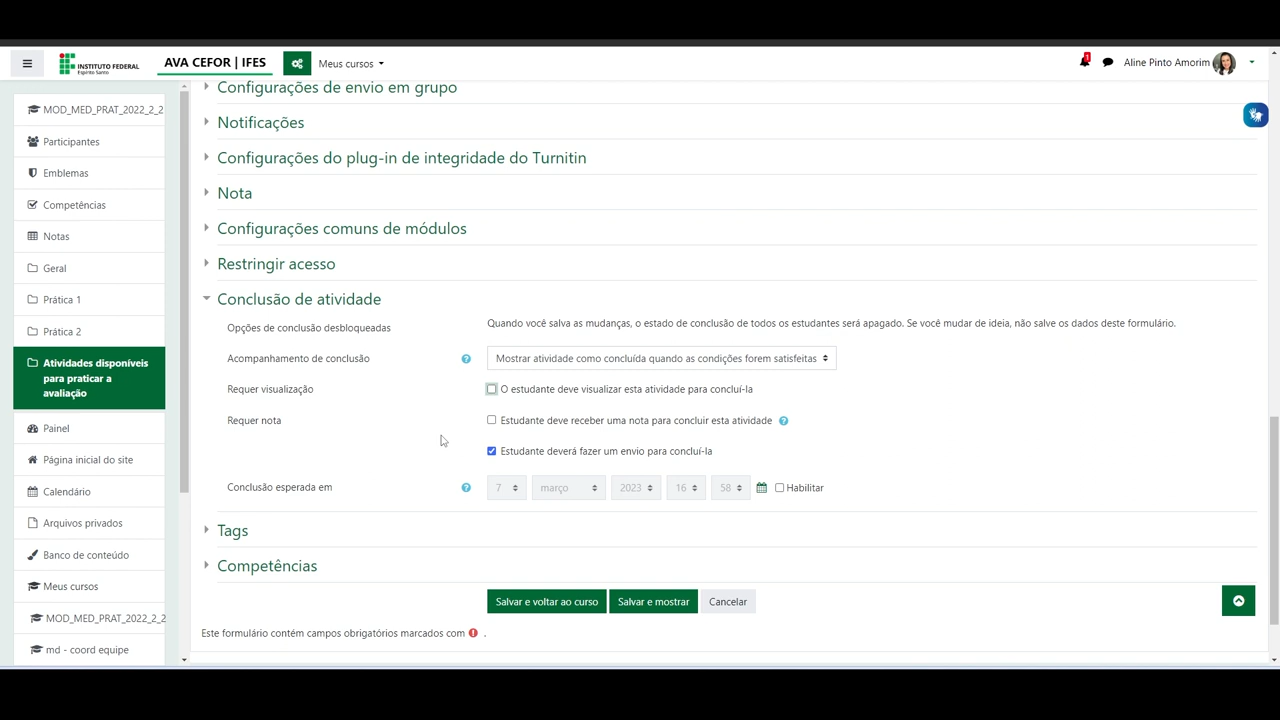 INSTITUTO FEDERAL
Espírito Santo
AVA CEFOR | IFES
Meus cursos
1
Aline Pinto Amorim
MOD_MED_PRAT_2022_2_2
Participantes
Emblemas
Competências
Notas
Geral
Prática 1
Prática 2
Atividades disponíveis
para praticar a
avaliação
Painel
Página inicial do site
Calendário
Arquivos privados
Banco de conteúdo
Meus cursos
MOD_MED_PRAT_2022_2_2
md - coord equipe
Configurações de envio em grupo
Notificações
Configurações do plug-in de integridade do Turnitin
Nota
Configurações comuns de módulos
Restringir acesso
Conclusão de atividade
Opções de conclusão desbloqueadas
Quando você salva as mudanças, o estado de conclusão de todos os estudantes será apagado. Se você mudar de ideia, não salve os dados deste formulário.
Acompanhamento de conclusão
Mostrar atividade como concluída quando as condições forem satisfeitas
Requer visualização
O estudante deve visualizar esta atividade para concluí-la
Requer nota
Estudante deve receber uma nota para concluir esta atividade
Estudante deverá fazer um envio para concluí-la
Conclusão esperada em
7 março 2023 16 58 Habilitar
Tags
Competências
Salvar e voltar ao curso
Salvar e mostrar
Cancelar
Este formulário contém campos obrigatórios marcados com .